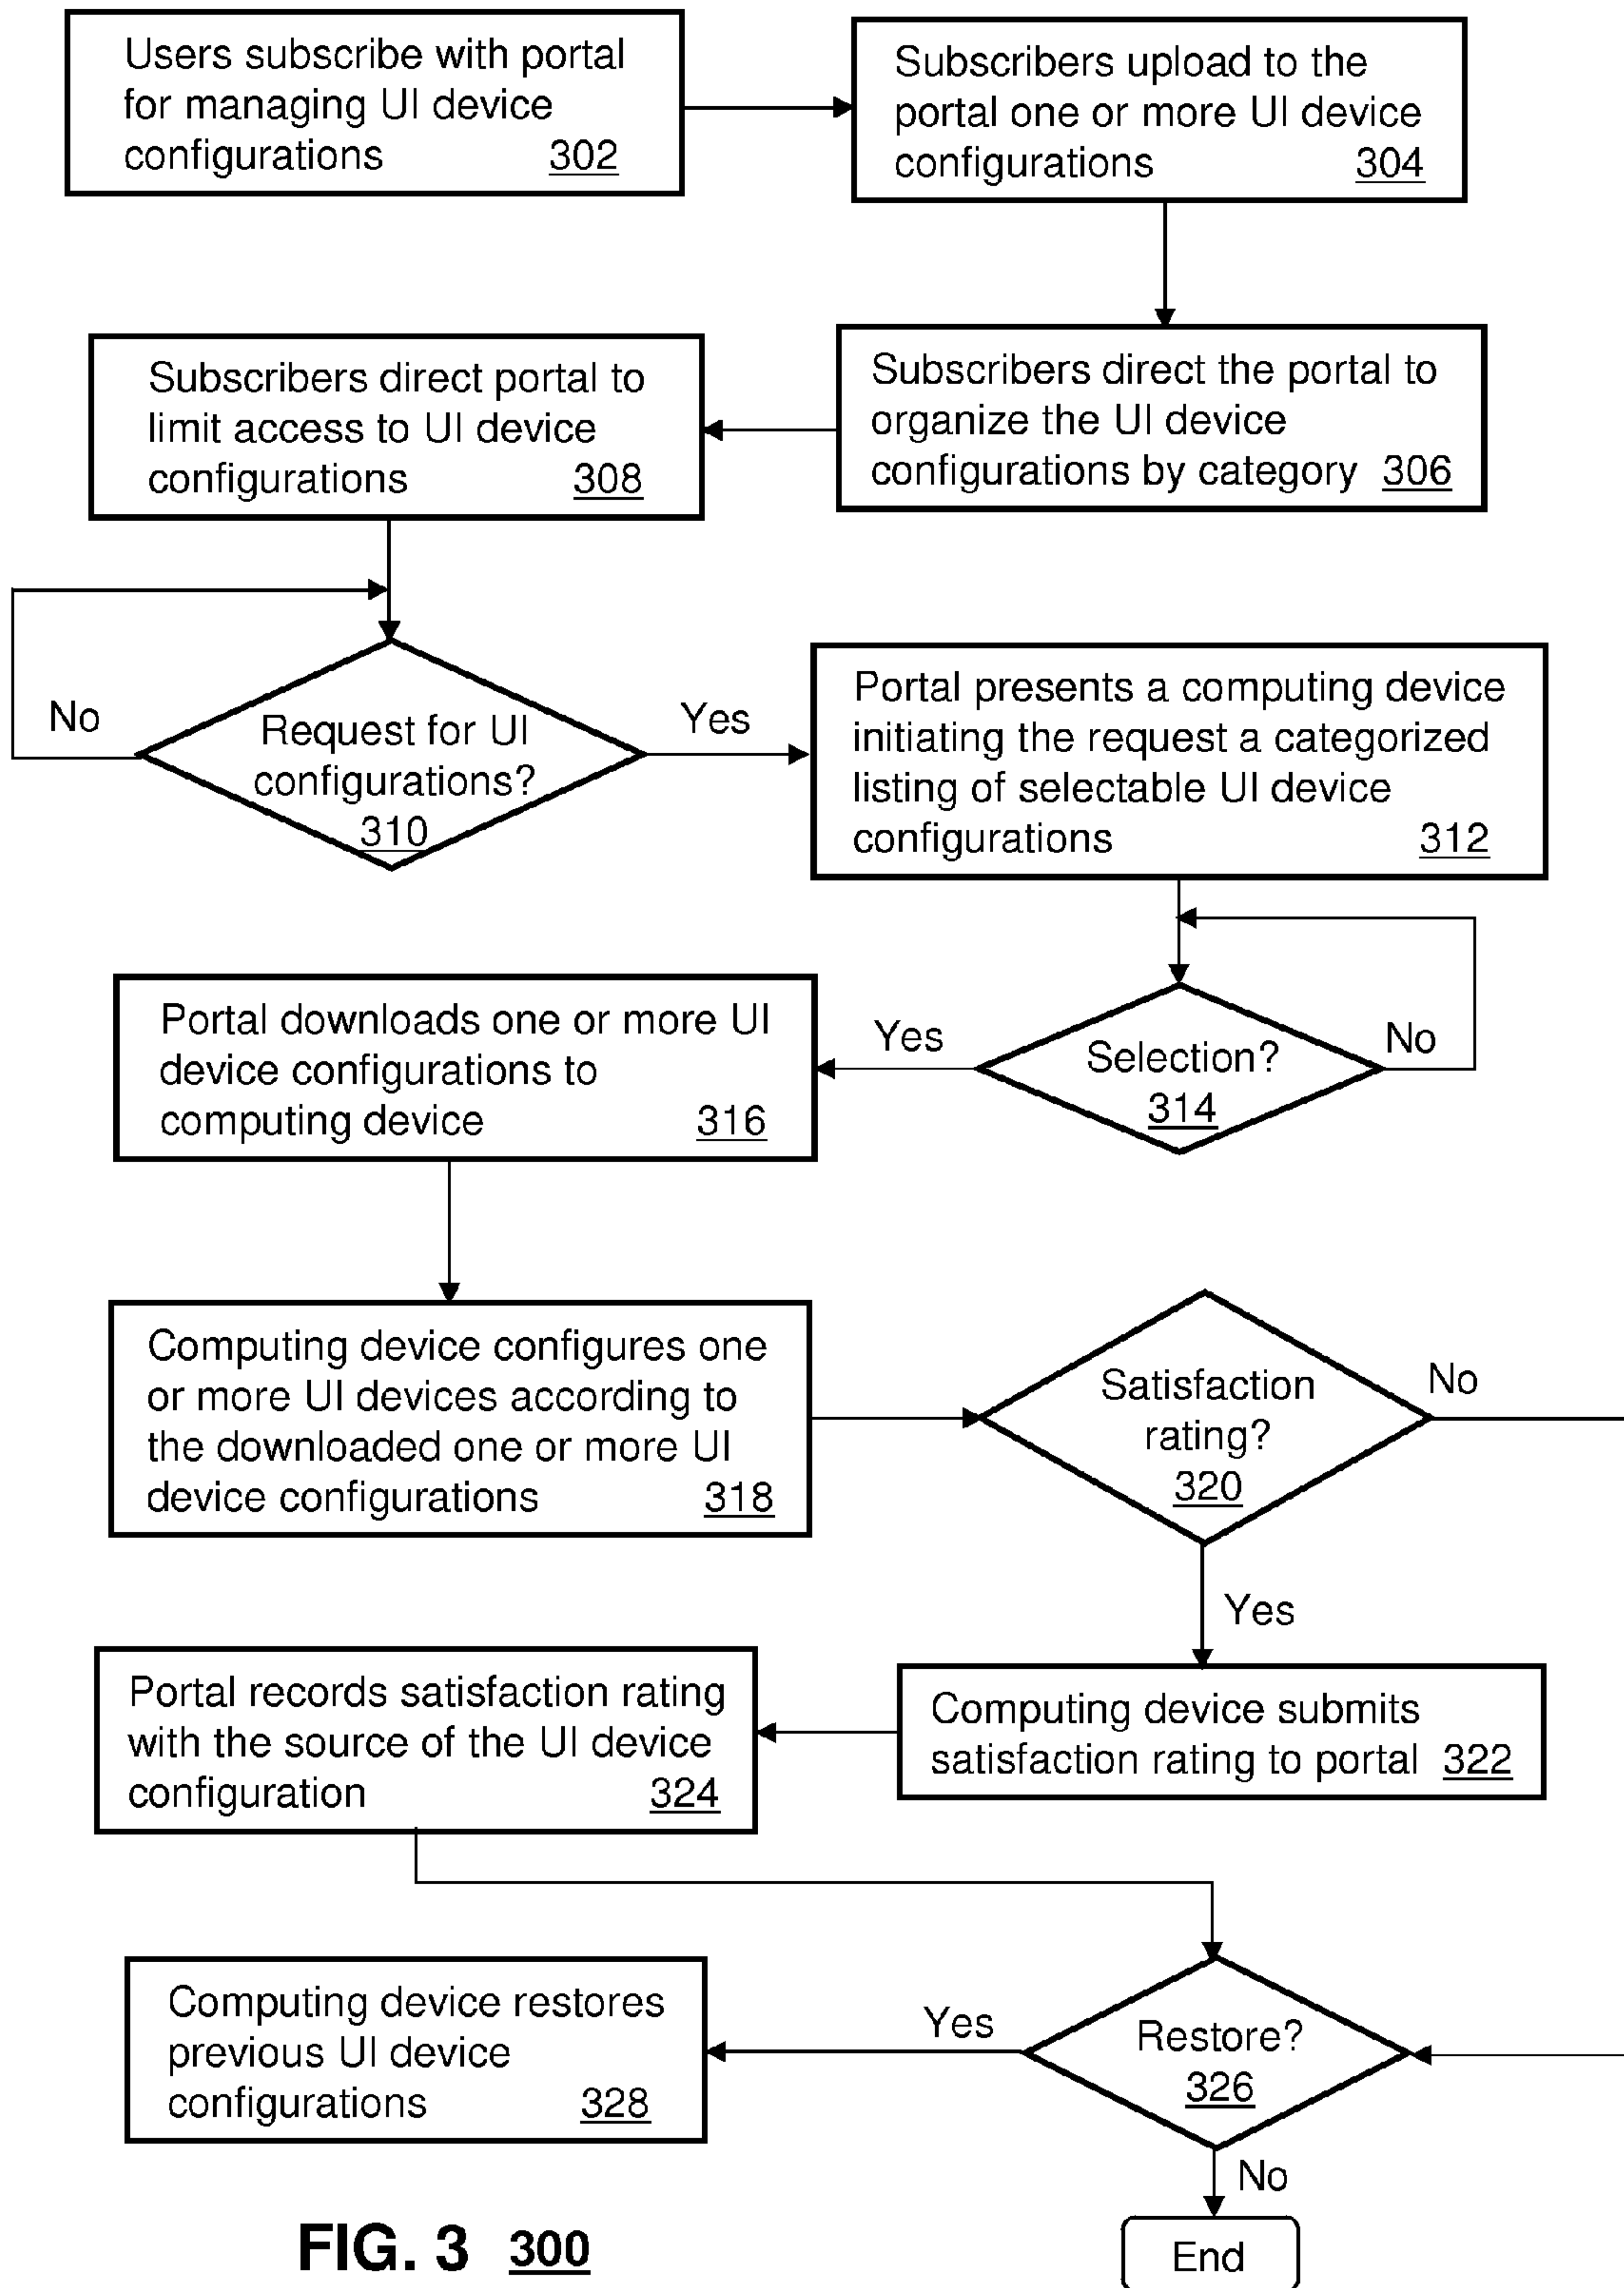 Users subscribe with portal
for managing UI device
configurations 302
Subscribers upload to the
portal one or more UI device
configurations 304
Subscribers direct the portal to
organize the UI device
configurations by category 306
Subscribers direct portal to
limit access to UI device
configurations 308
No
Request for UI
configurations?
310
Yes
Portal presents a computing device
initiating the request a categorized
listing of selectable UI device
configurations 312
Selection?
314
No
Yes
Portal downloads one or more UI
device configurations to
computing device 316
Computing device configures one
or more UI devices according to
the downloaded one or more UI
device configurations 318
Satisfaction
rating?
320
No
Yes
Computing device submits
satisfaction rating to portal 322
Portal records satisfaction rating
with the source of the UI device
configuration 324
Restore?
326
Yes
Computing device restores
previous UI device
configurations 328
No
End
FIG. 3 300